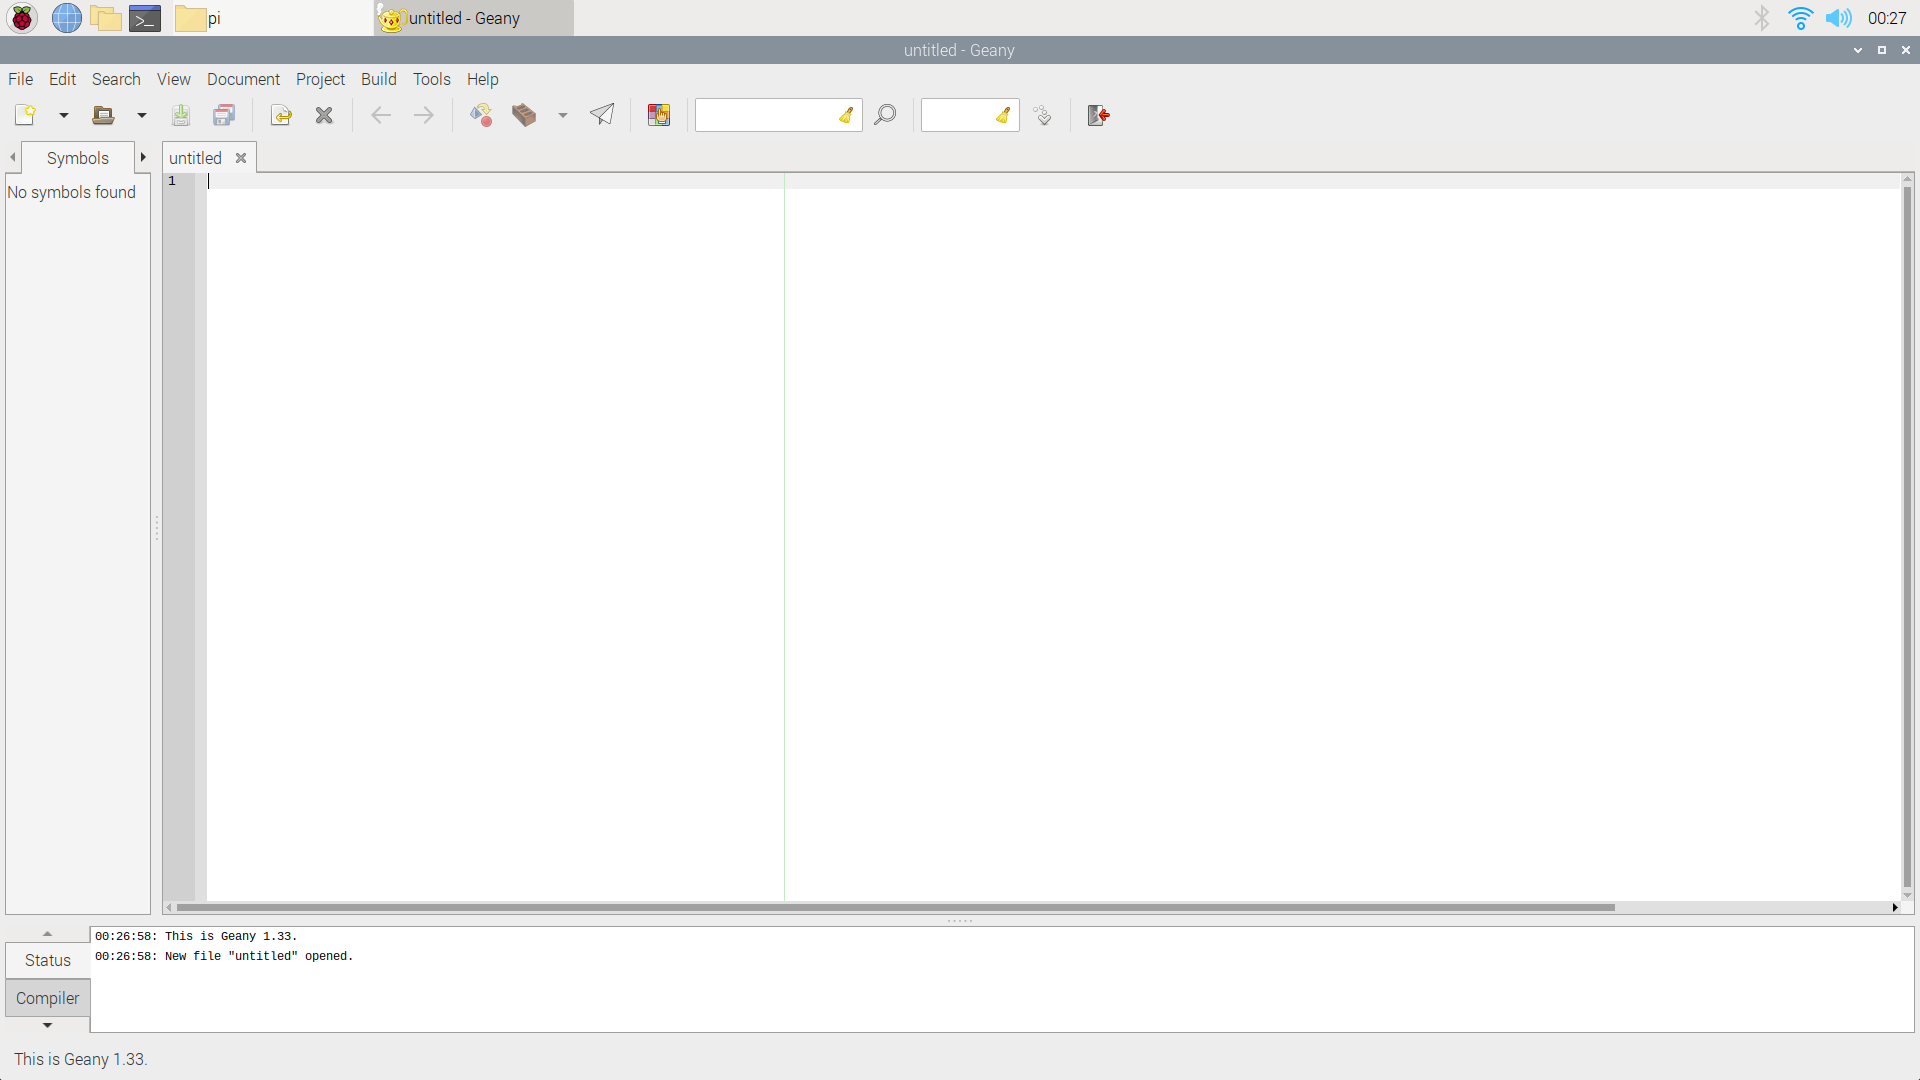 pi
untitled - Geany
00:27
untitled - Geany
File Edit Search View Document Project Build Tools Help
Symbols
untitled
No symbols found
1
00:26:58: This is Geany 1.33.
00:26:58: New file "untitled" opened.
Status
Compiler
This is Geany 1.33.